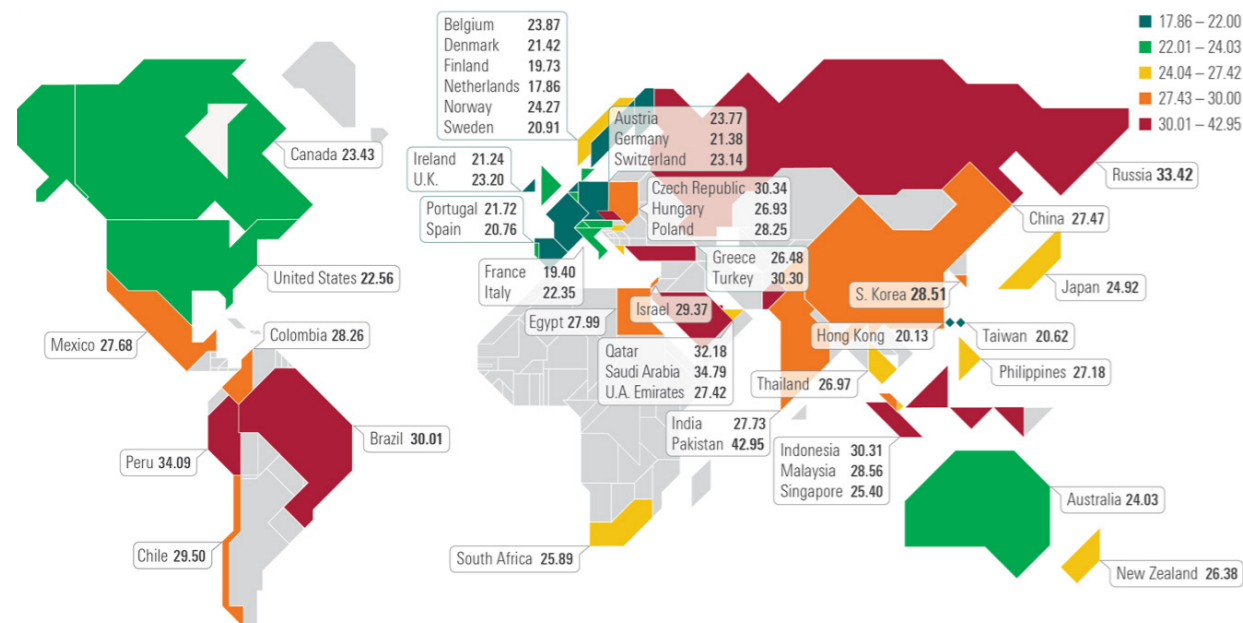 Belgium 23.87
Denmark 21.42
Finland 19.73
Netherlands 17.86
Norway 24.27
Sweden 20.91
17.86 – 22.00
22.01 – 24.03
24.04 – 27.42
27.43 – 30.00
30.01 – 42.95
Austria 23.77
Germany 21.38
Switzerland 23.14
Canada 23.43
Ireland 21.24
U.K. 23.20
Russia 33.42
Czech Republic 30.34
Hungary 26.93
Poland 28.25
Portugal 21.72
Spain 20.76
China 27.47
United States 22.56
France 19.40
Italy 22.35
Greece 26.48
Turkey 30.30
Japan 24.92
S. Korea 28.51
Israel 29.37
Egypt 27.99
Mexico 27.68
Colombia 28.26
Hong Kong 20.13
Taiwan 20.62
Qatar 32.18
Saudi Arabia 34.79
U.A. Emirates 27.42
Thailand 26.97
Philippines 27.18
India 27.73
Pakistan 42.95
Brazil 30.01
Peru 34.09
Indonesia 30.31
Malaysia 28.56
Singapore 25.40
Australia 24.03
Chile 29.50
South Africa 25.89
New Zealand 26.38